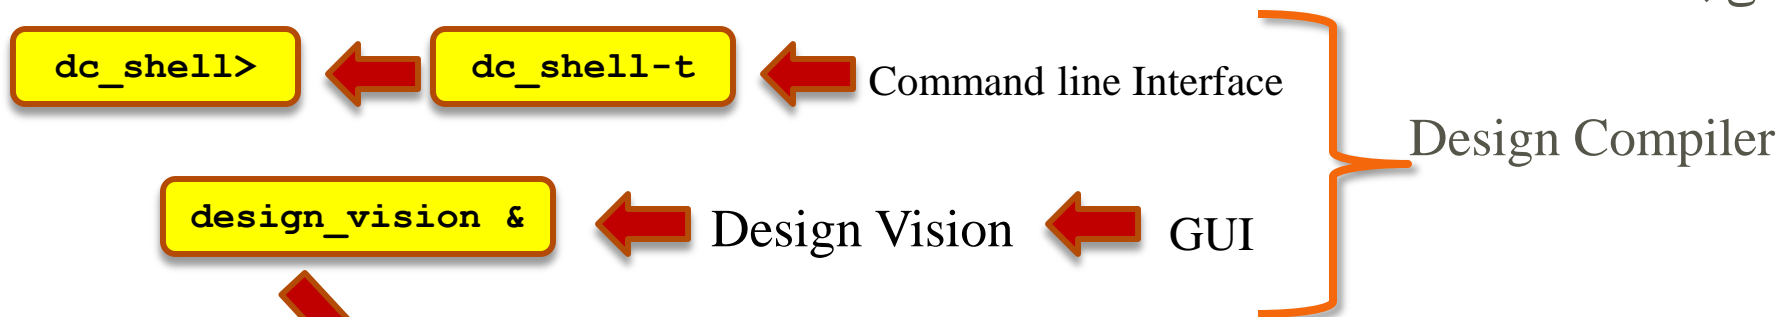 dc_shell>
dc_shell-t
Command line Interface
Design Compiler
design_vision &
Design Vision
GUI